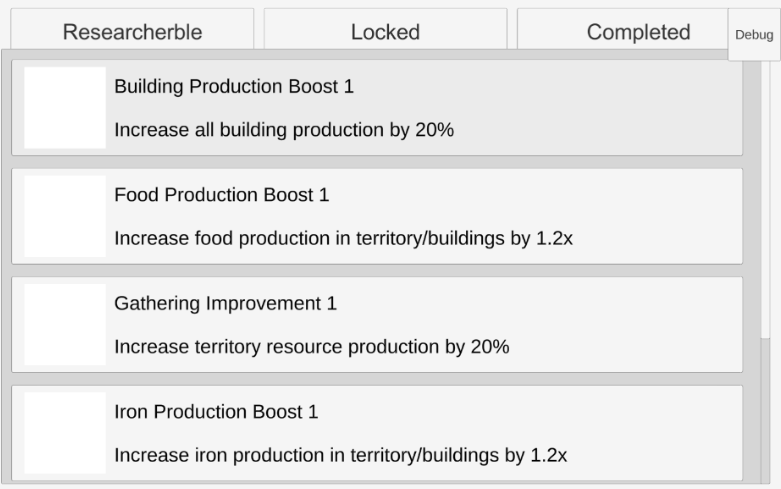 Researcherble
Locked
Completed
Debug
Building Production Boost 1
Increase all building production by 20%
Food Production Boost 1
Increase food production in territory/buildings by 1.2x
Gathering Improvement 1
Increase territory resource production by 20%
Iron Production Boost 1
Increase iron production in territory/buildings by 1.2x